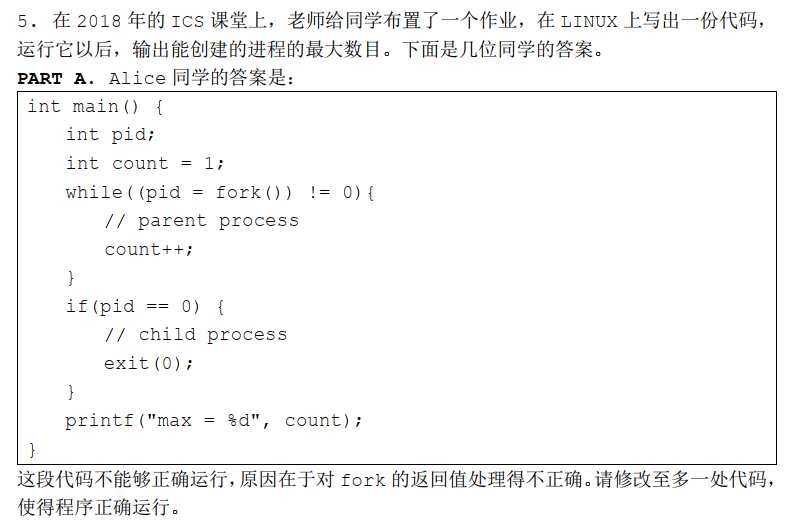 5. 在 2018 年的 ICS 课堂上，老师给同学布置了一个作业，在 LINUX 上写出一份代码，
运行它以后，输出能创建的进程的最大数目。下面是几位同学的答案。
PART A. Alice 同学的答案是：
int main() {
    int pid;
    int count = 1;
    while((pid = fork()) != 0){
        // parent process
        count++;
    }
    if(pid == 0) {
        // child process
        exit(0);
    }
    printf("max = %d", count);
}
这段代码不能够正确运行，原因在于对 fork 的返回值处理得不正确。请修改至多一处代码，
使得程序正确运行。